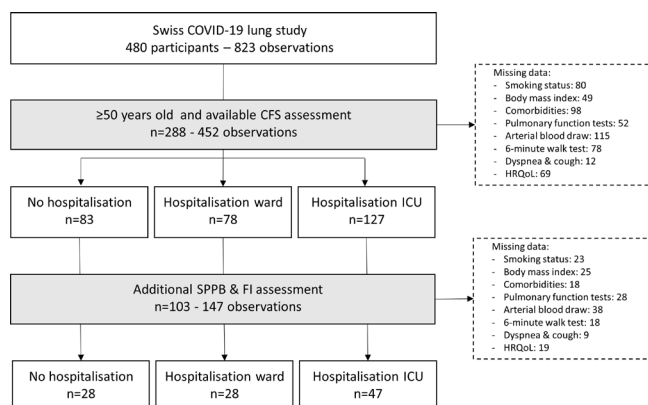 Swiss COVID-19 lung study
480 participants – 823 observations
Missing data:
- Smoking status: 80
- Body mass index: 49
- Comorbidities: 98
- Pulmonary function tests: 52
- Arterial blood draw: 115
- 6-minute walk test: 78
- Dyspnea & cough: 12
- HRQoL: 69
≥50 years old and available CFS assessment
n=288 - 452 observations
No hospitalisation
n=83
Hospitalisation ward
n=78
Hospitalisation ICU
n=127
Missing data:
- Smoking status: 23
- Body mass index: 25
- Comorbidities: 18
- Pulmonary function tests: 28
- Arterial blood draw: 38
- 6-minute walk test: 18
- Dyspnea & cough: 9
- HRQoL: 19
Additional SPPB & FI assessment
n=103 - 147 observations
No hospitalisation
n=28
Hospitalisation ward
n=28
Hospitalisation ICU
n=47